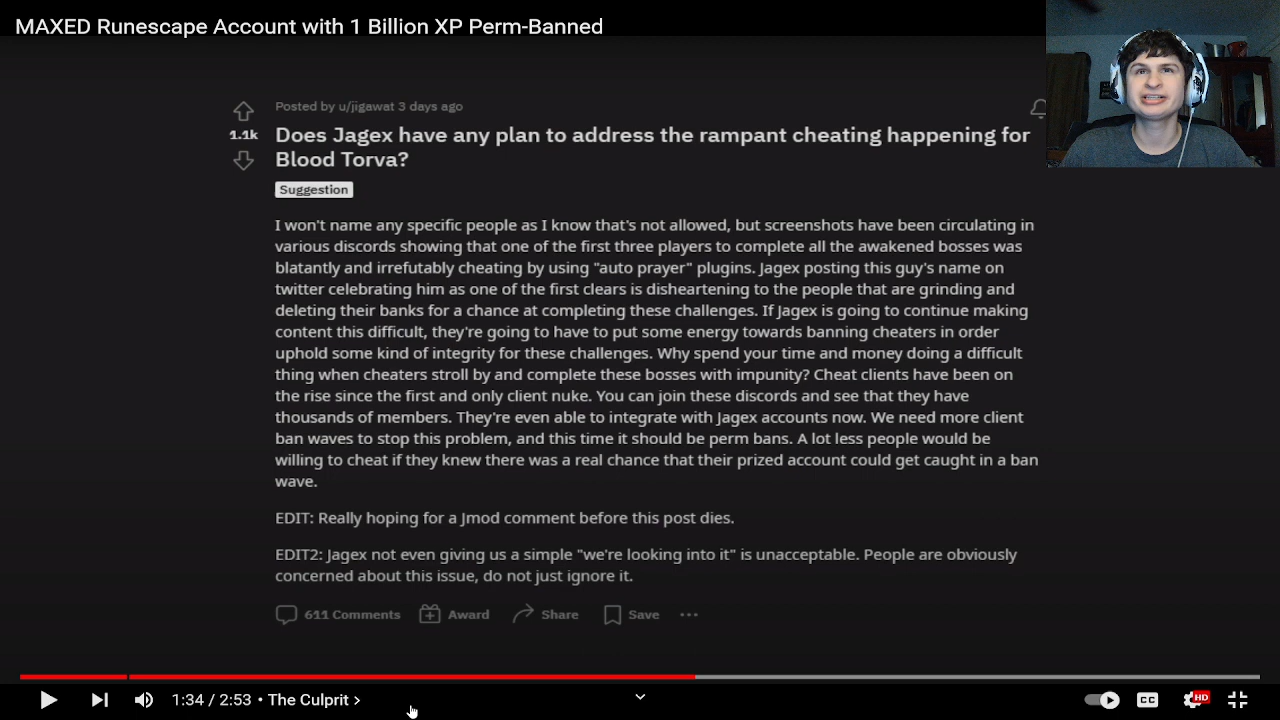 MAXED Runescape Account with 1 Billion XP Perm-Banned
Posted by u/jigawat 3 days ago
1.1k
Does Jagex have any plan to address the rampant cheating happening for
Blood Torva?
Suggestion
I won't name any specific people as I know that's not allowed, but screenshots have been circulating in
various discords showing that one of the first three players to complete all the awakened bosses was
blatantly and irrefutably cheating by using "auto prayer" plugins. Jagex posting this guy's name on
twitter celebrating him as one of the first clears is disheartening to the people that are grinding and
deleting their banks for a chance at completing these challenges. If Jagex is going to continue making
content this difficult, they're going to have to put some energy towards banning cheaters in order
uphold some kind of integrity for these challenges. Why spend your time and money doing a difficult
thing when cheaters stroll by and complete these bosses with impunity? Cheat clients have been on
the rise since the first and only client nuke. You can join these discords and see that they have
thousands of members. They're even able to integrate with Jagex accounts now. We need more client
ban waves to stop this problem, and this time it should be perm bans. A lot less people would be
willing to cheat if they knew there was a real chance that their prized account could get caught in a ban
wave.
EDIT: Really hoping for a Jmod comment before this post dies.
EDIT2: Jagex not even giving us a simple "we're looking into it" is unacceptable. People are obviously
concerned about this issue, do not just ignore it.
611 Comments Award Share Save
1:34 / 2:53 • The Culprit CC HD